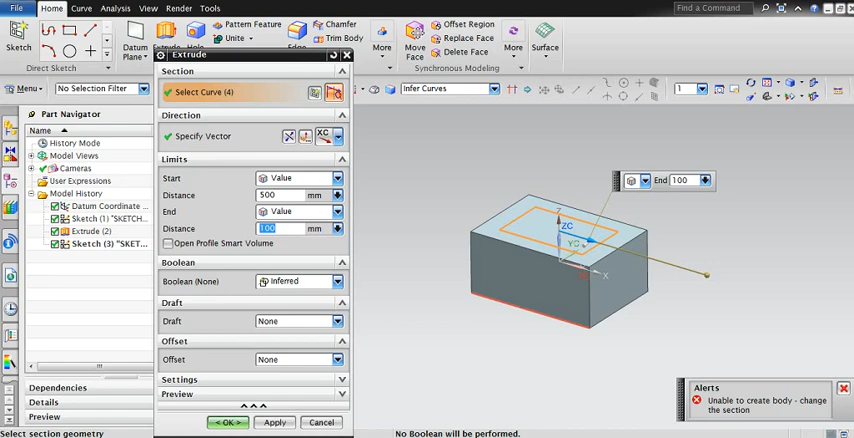 File Home Curve Analysis View Render Tools Find a Command
Sketch
Direct Sketch
Datum Plane
Pattern Feature
Unite
Chamfer
Trim Body
Edge
More
Move Face
Offset Region
Replace Face
Delete Face
Synchronous Modeling
More
Surface
Menu No Selection Filter Infer Curves 1
Part Navigator
Name
History Mode
Model Views
Cameras
User Expressions
Model History
Datum Coordinate
Sketch (1) "SKETCH...
Extrude (2)
Sketch (3) "SKET...
Dependencies
Details
Preview
Extrude
Section
Select Curve (4)
Direction
Specify Vector XC
Limits
Start Value
Distance 500 mm
End Value
Distance 100 mm
Open Profile Smart Volume
Boolean
Boolean (None) Inferred
Draft
Draft None
Offset
Offset None
Settings
Preview
< OK > Apply Cancel
End 100
Z
ZC
YC
X
Alerts
Unable to create body - change
the section
Select section geometry No Boolean will be performed.